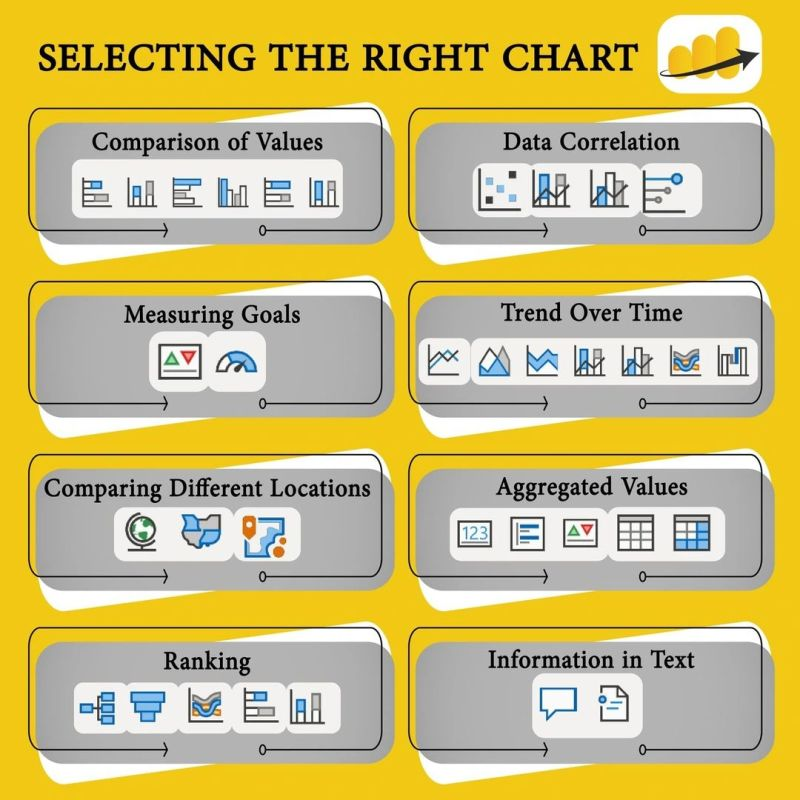 SELECTING THE RIGHT CHART
Comparison of Values
Data Correlation
Measuring Goals
Trend Over Time
Comparing Different Locations
Aggregated Values
123
Ranking
Information in Text